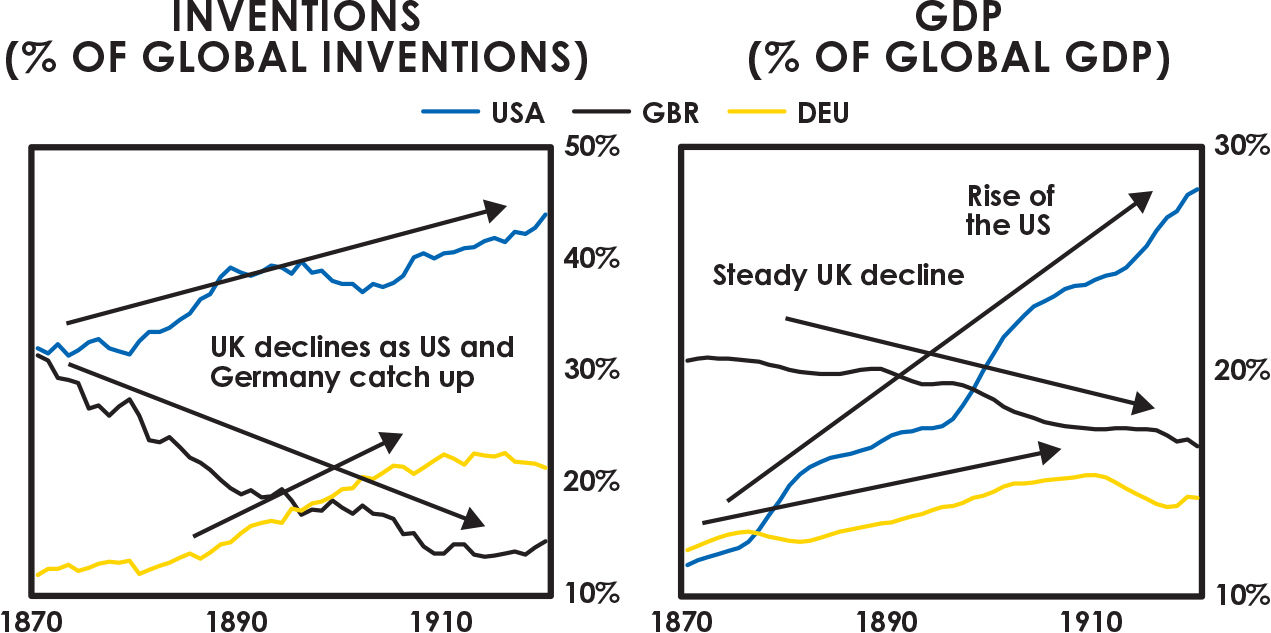 INVENTIONS
(% OF GLOBAL INVENTIONS)
GDP
(% OF GLOBAL GDP)
USA GBR DEU
50%
40%
30%
20%
10%
UK declines as US and
Germany catch up
1870 1890 1910
30%
20%
10%
Rise of
the US
Steady UK decline
1870 1890 1910